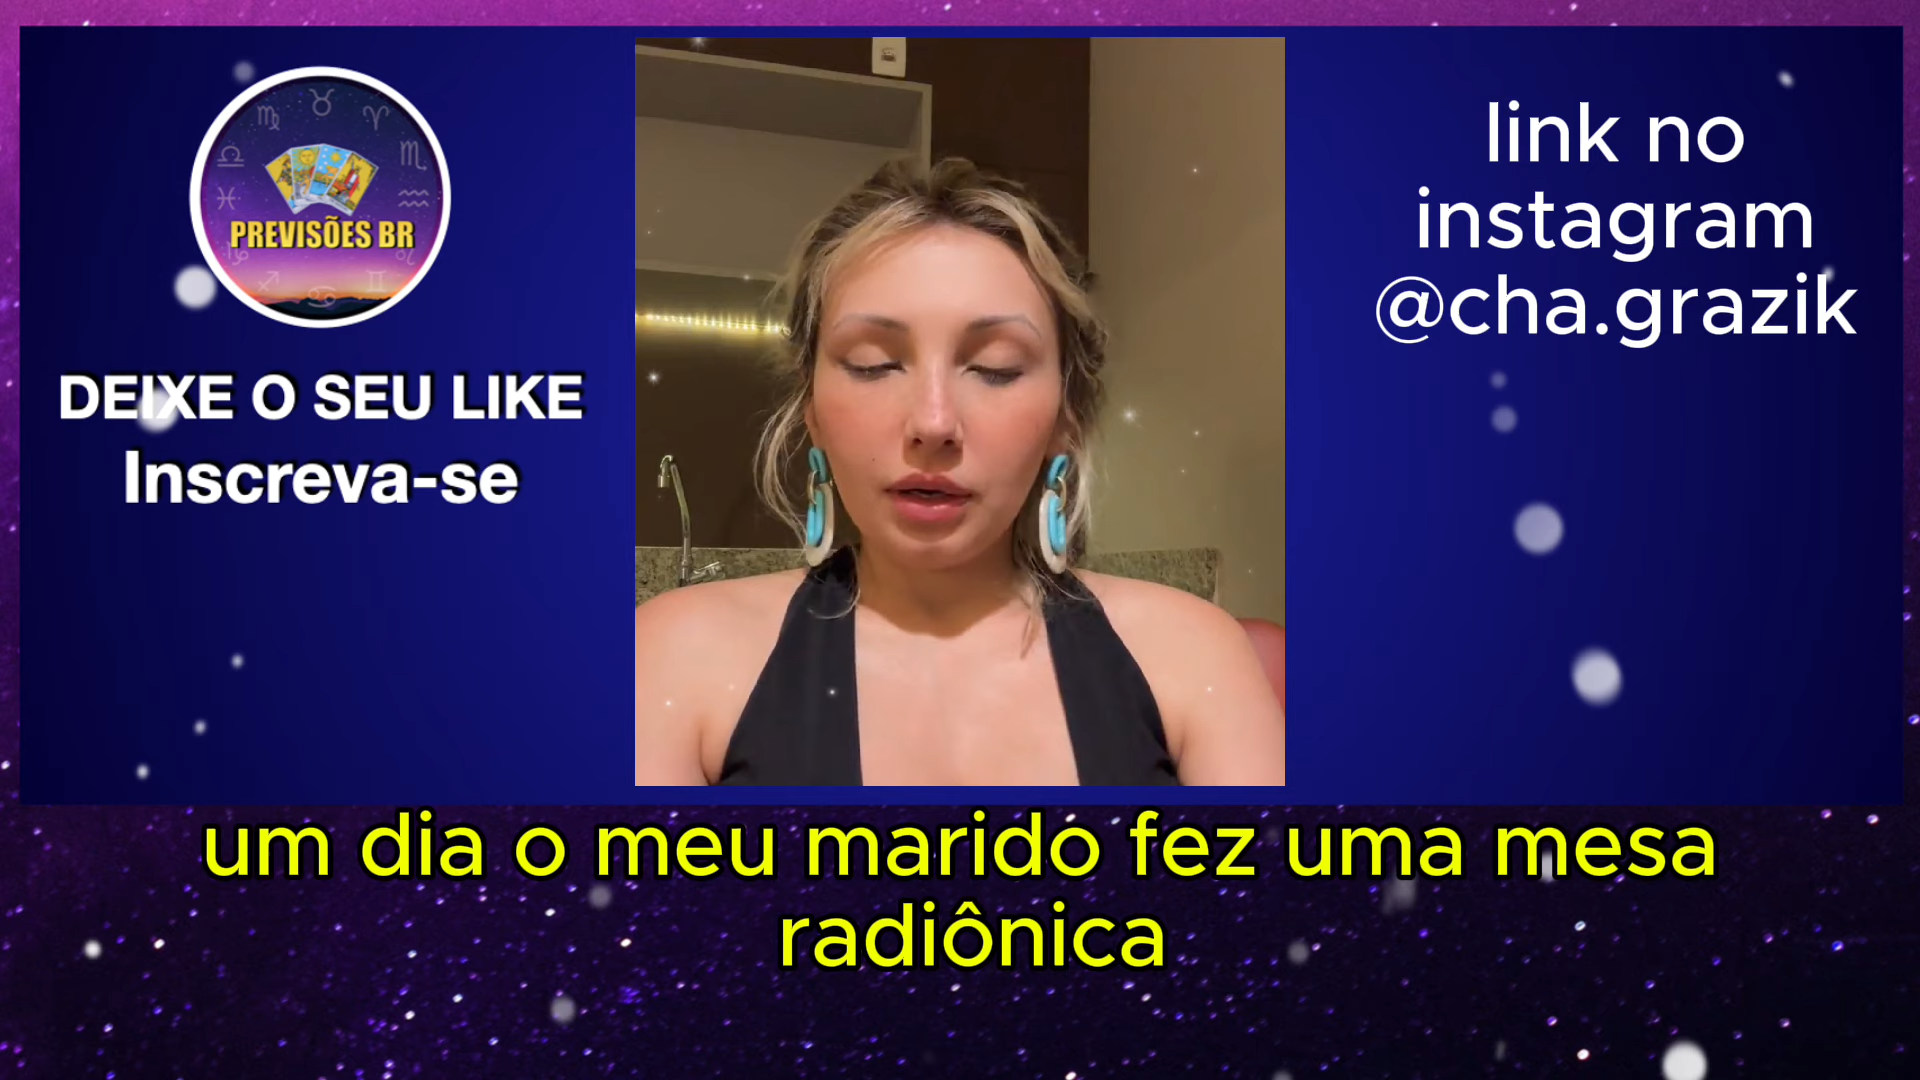 PREVISÕES BR
DEIXE O SEU LIKE
Inscreva-se
link no
instagram
@cha.grazik
um dia o meu marido fez uma mesa
radiônica